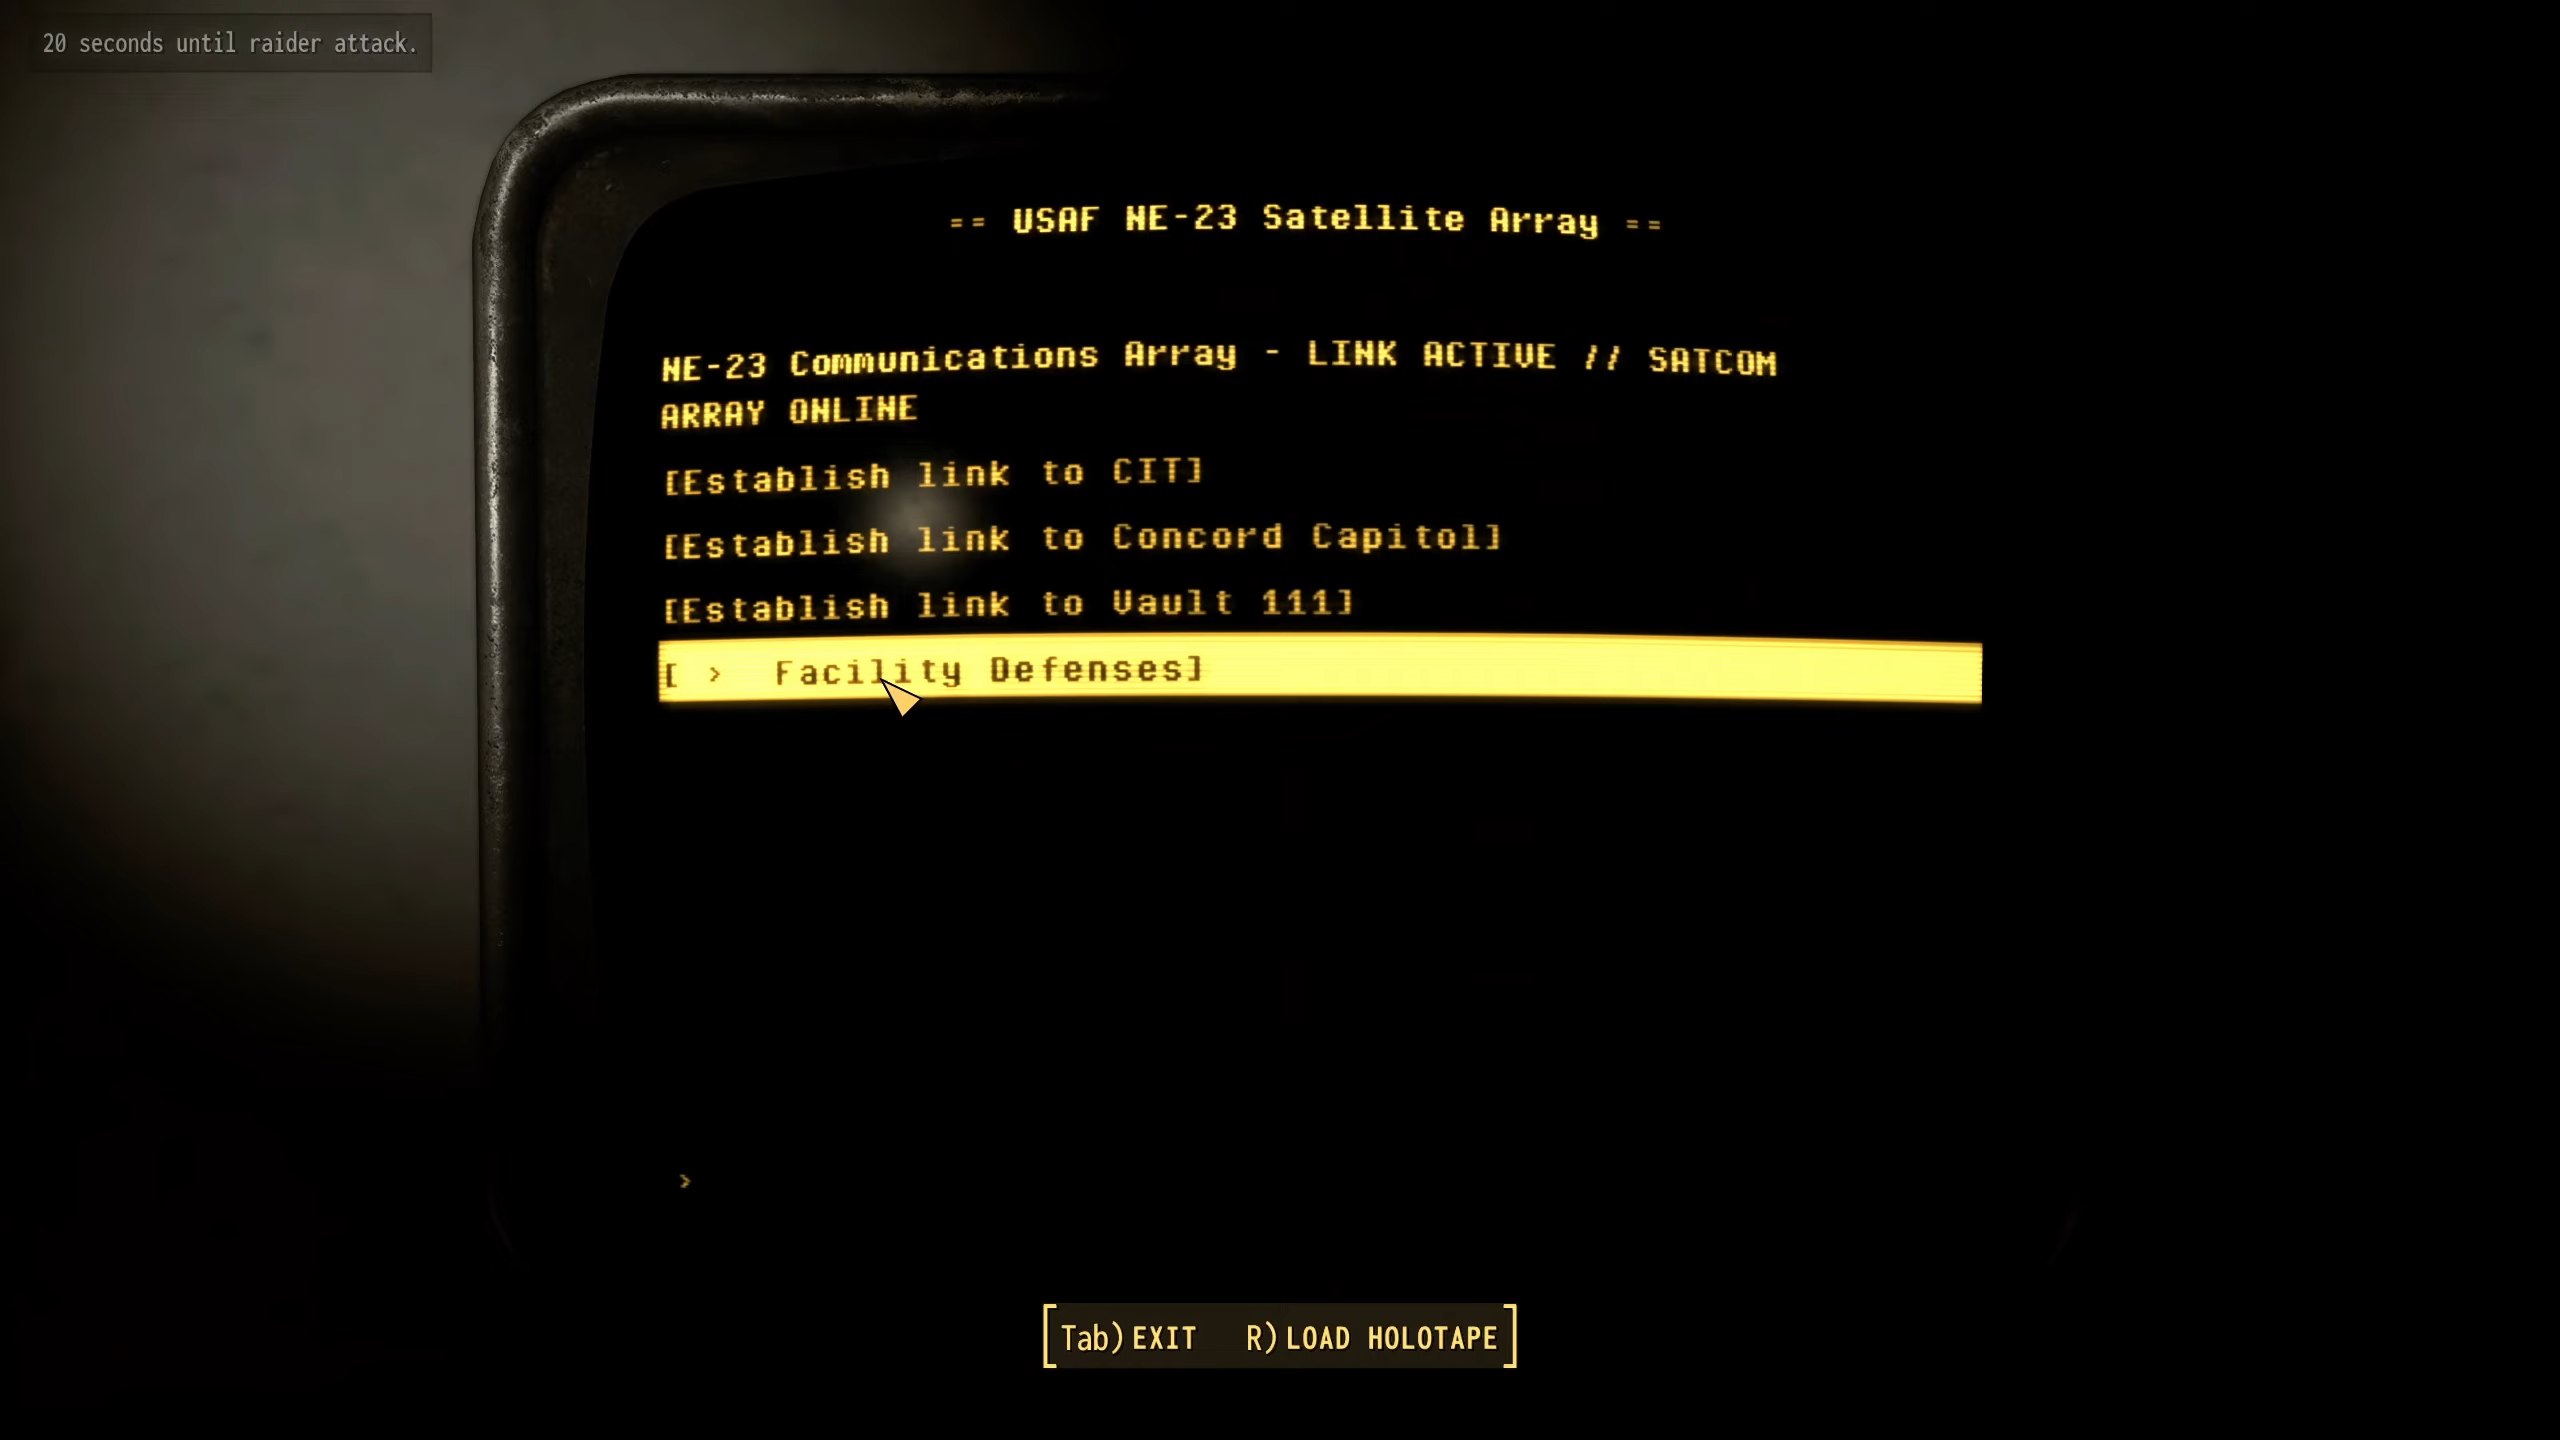 20 seconds until raider attack.
== USAF NE-23 Satellite Array ==
NE-23 Communications Array - LINK ACTIVE // SATCOM
ARRAY ONLINE
[Establish link to CIT]
[Establish link to Concord Capitol]
[Establish link to Vault 111]
[ >  Facility Defenses]
>
Tab) EXIT R) LOAD HOLOTAPE